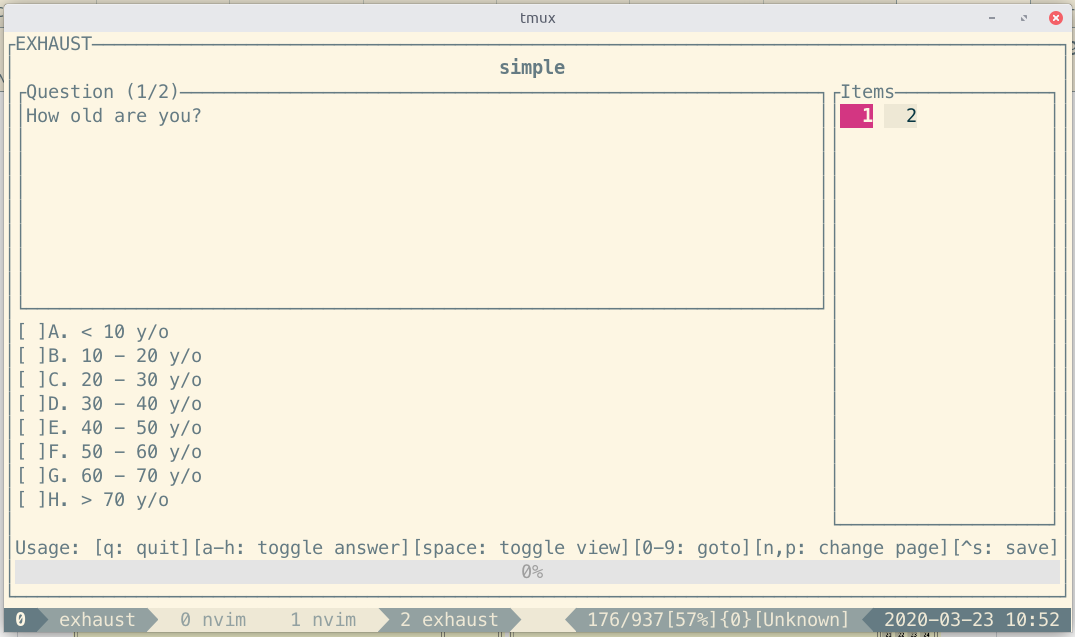 tmux
EXHAUST
simple
Question (1/2)
Items
How old are you?
1 2
[ ]A. < 10 y/o
[ ]B. 10 – 20 y/o
[ ]C. 20 – 30 y/o
[ ]D. 30 – 40 y/o
[ ]E. 40 – 50 y/o
[ ]F. 50 – 60 y/o
[ ]G. 60 – 70 y/o
[ ]H. > 70 y/o
Usage: [q: quit][a–h: toggle answer][space: toggle view][0–9: goto][n,p: change page][^s: save]
0%
0 exhaust 0 nvim 1 nvim 2 exhaust 176/937[57%]{0}[Unknown] 2020–03–23 10:52